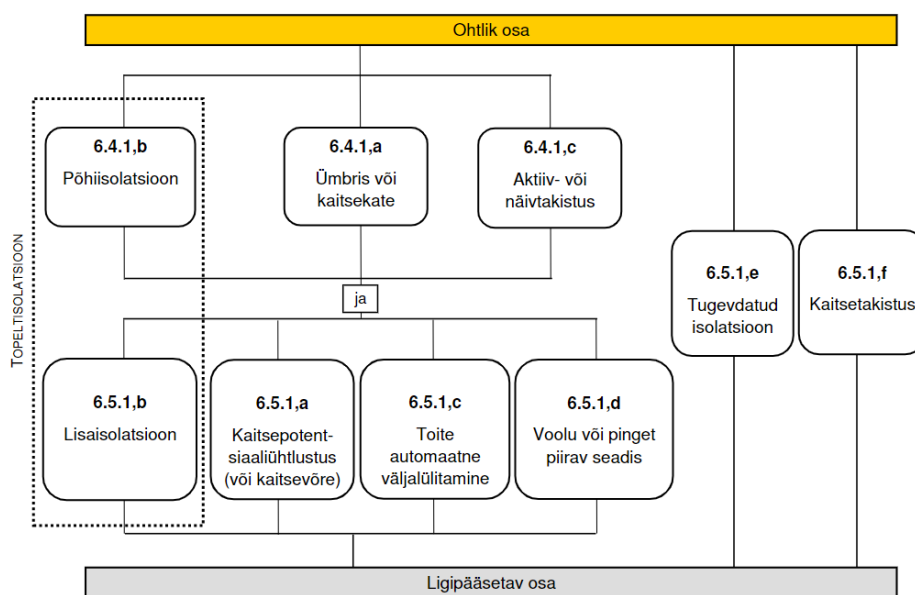 Ohtlik osa
6.4.1,b
Põhiisolatsioon
6.4.1,a
Ümbris või
kaitsekate
6.4.1,c
Aktiiv- või
näivtakistus
TOPELTISOLATSIOON
6.5.1,e
Tugevdatud
isolatsioon
6.5.1,f
Kaitsetakistus
ja
6.5.1,b
Lisaisolatsioon
6.5.1,a
Kaitsepotent-
siaaliühtlustus
(või kaitsevõre)
6.5.1,c
Toite
automaatne
väljalülitamine
6.5.1,d
Voolu või pinget
piirav seadis
Ligipääsetav osa